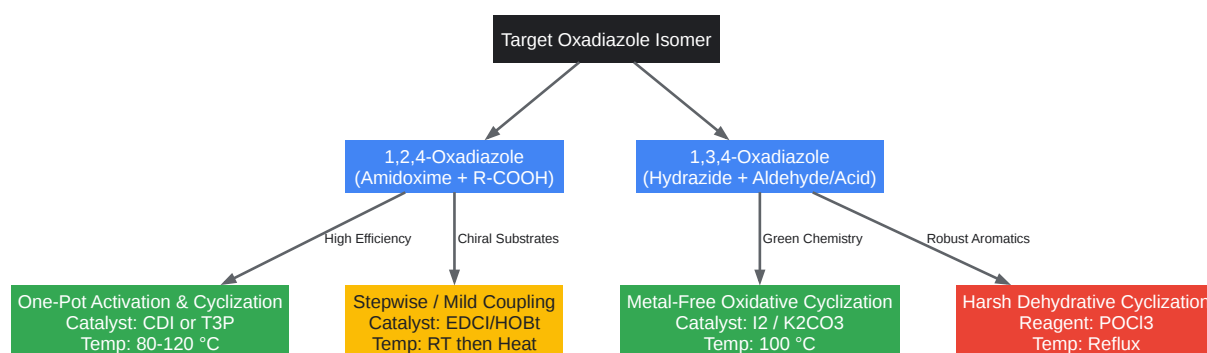 Target Oxadiazole Isomer
1,2,4-Oxadiazole
(Amidoxime + R-COOH)
1,3,4-Oxadiazole
(Hydrazide + Aldehyde/Acid)
High Efficiency
Chiral Substrates
Green Chemistry
Robust Aromatics
One-Pot Activation & Cyclization
Catalyst: CDI or T3P
Temp: 80-120 °C
Stepwise / Mild Coupling
Catalyst: EDCI/HOBt
Temp: RT then Heat
Metal-Free Oxidative Cyclization
Catalyst: I2 / K2CO3
Temp: 100 °C
Harsh Dehydrative Cyclization
Reagent: POCl3
Temp: Reflux